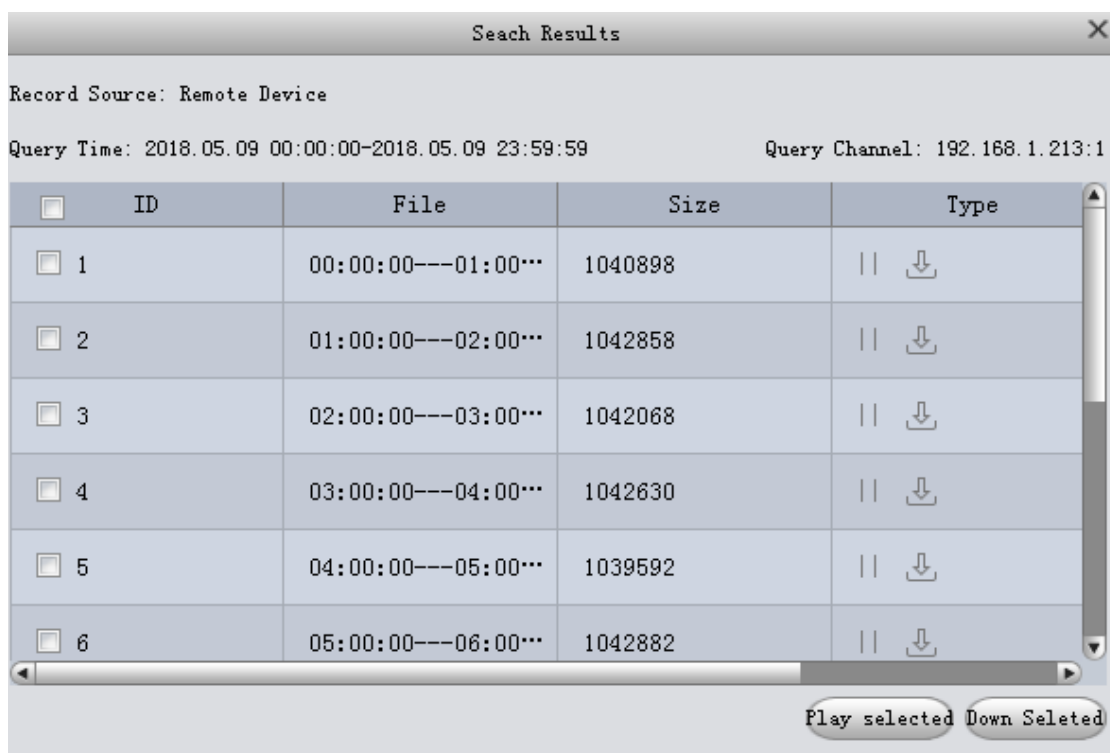 Seach Results
Record Source: Remote Device
Query Time: 2018.05.09 00:00:00-2018.05.09 23:59:59 Query Channel: 192.168.1.213:1
ID File Size Type
1 00:00:00---01:00··· 1040898
2 01:00:00---02:00··· 1042858
3 02:00:00---03:00··· 1042068
4 03:00:00---04:00··· 1042630
5 04:00:00---05:00··· 1039592
6 05:00:00---06:00··· 1042882
Play selected Down Seleted